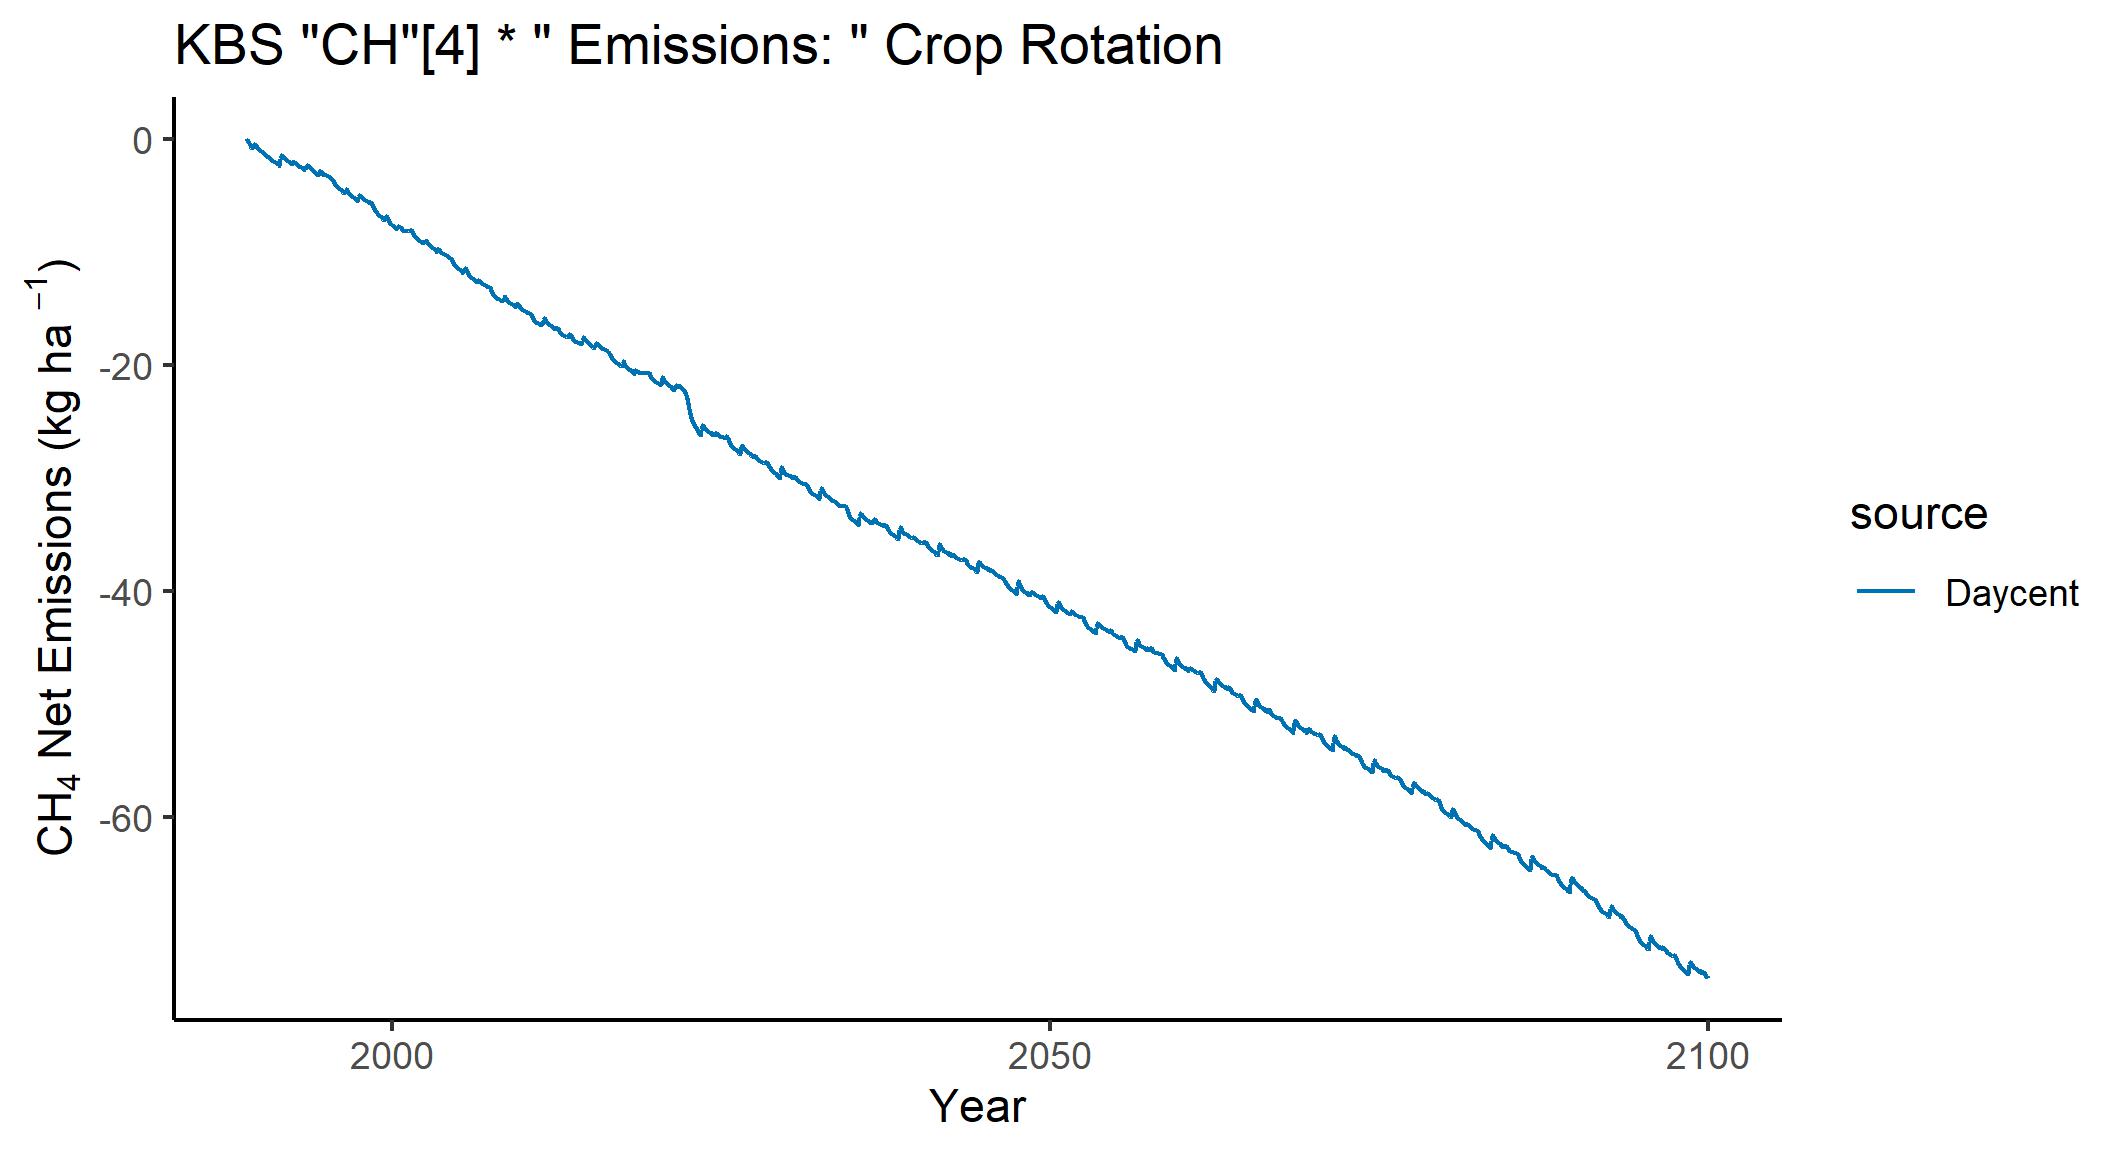 KBS "CH"[4] * " Emissions: " Crop Rotation
CH₄ Net Emissions (kg ha ⁻¹)
0
-20
-40
-60
2000
2050
2100
Year
source
Daycent